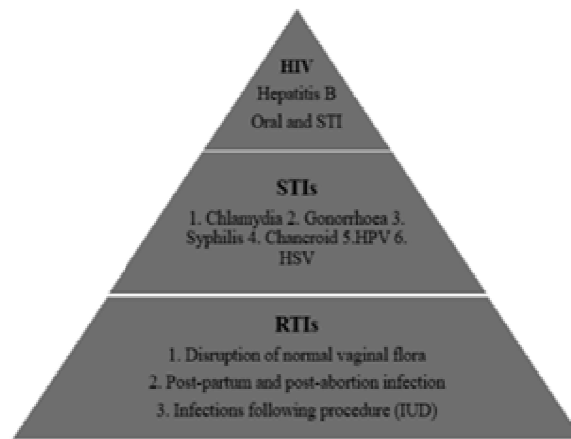 HIV
Hepatitis B
Oral and STI
STIs
1. Chlamydia 2. Gonorrhoea 3.
Syphilis 4. Chancroid 5.HPV 6.
HSV
RTIs
1. Disruption of normal vaginal flora
2. Post-partum and post-abortion infection
3. Infections following procedure (IUD)